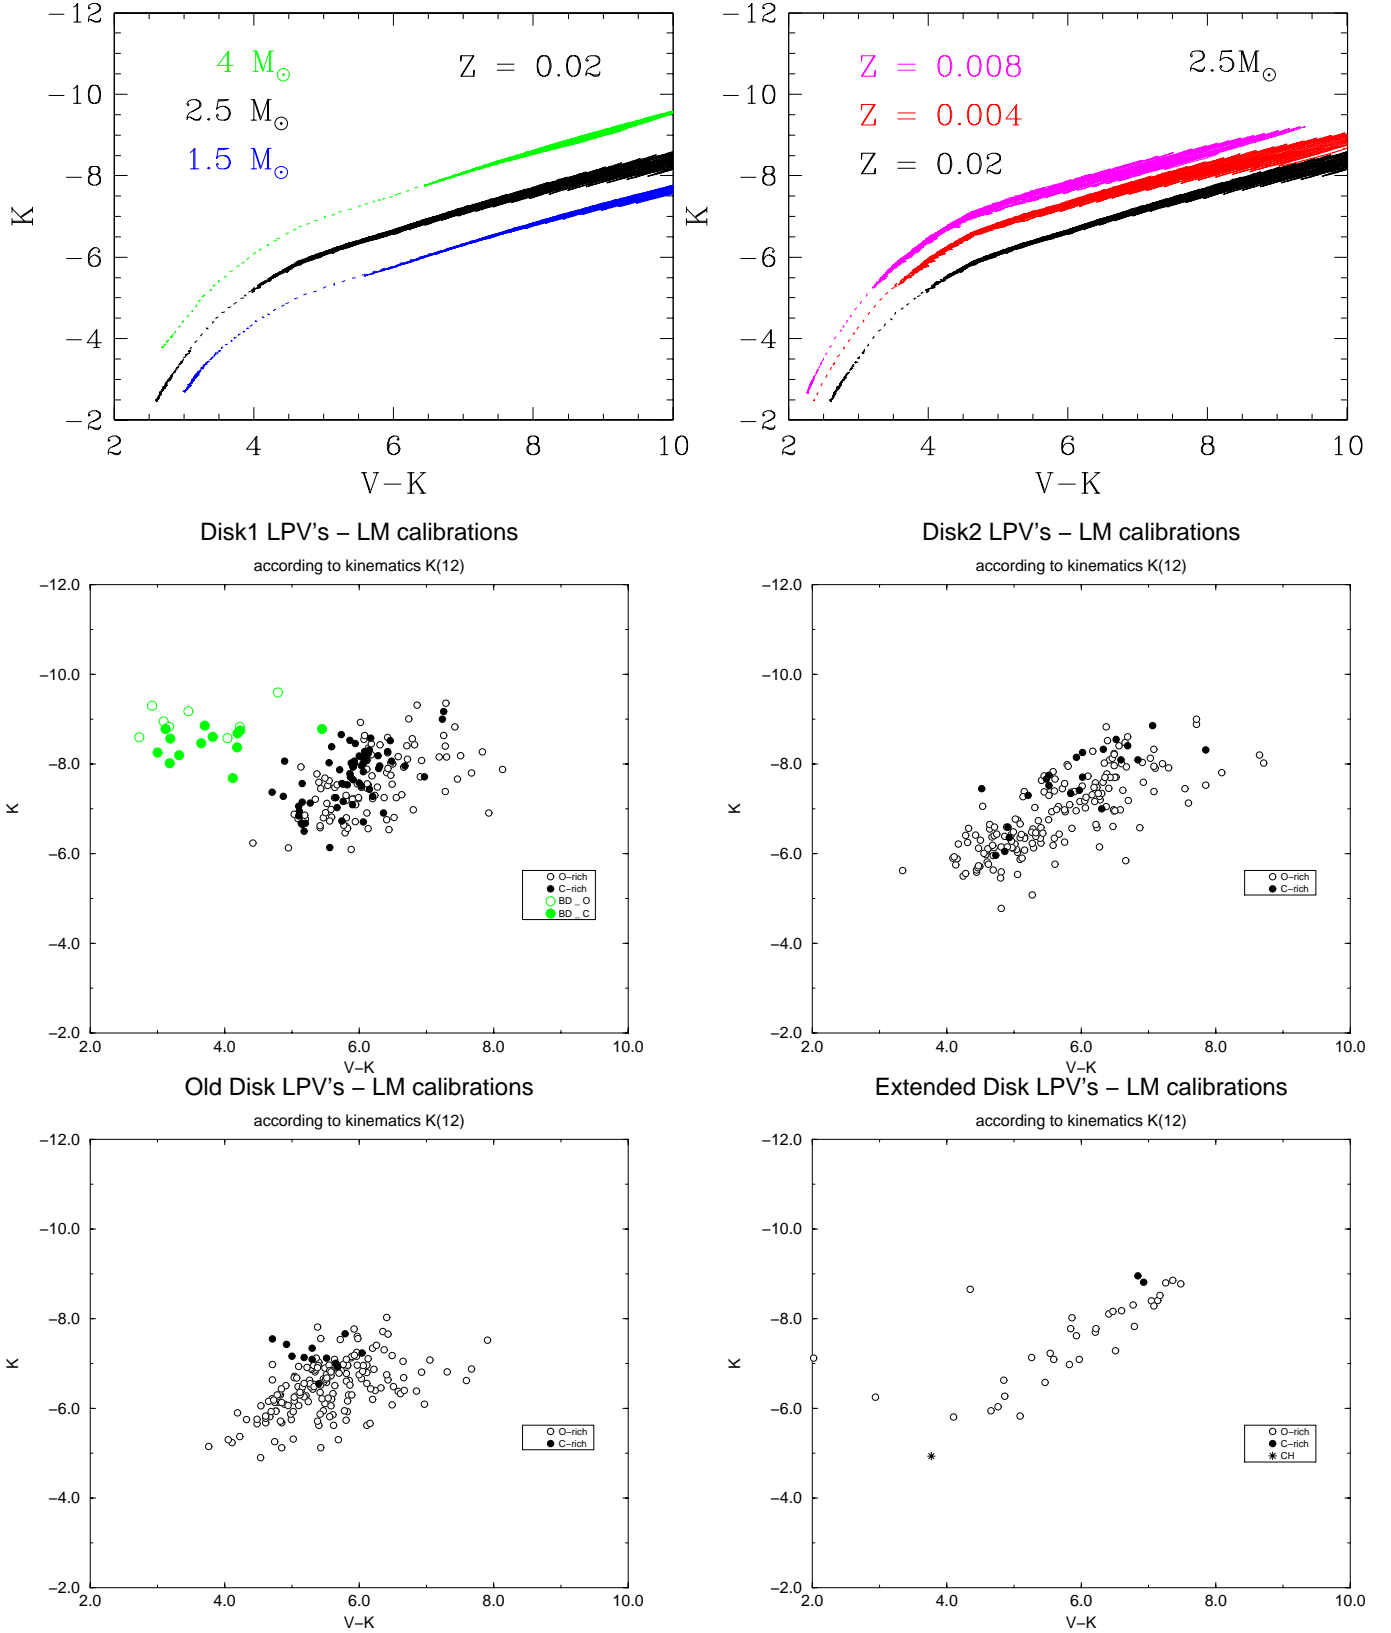 −12
−10
−8
−6
−4
−2
K
4 M⊙
2.5 M⊙
1.5 M⊙
Z = 0.02
2 4 6 8 10
V−K
−12
−10
−8
−6
−4
−2
K
Z = 0.008
Z = 0.004
Z = 0.02
2.5M⊙
2 4 6 8 10
V−K
Disk1 LPV's – LM calibrations
according to kinematics K(12)
−12.0
−10.0
−8.0
−6.0
−4.0
−2.0
K
O−rich
C−rich
BD _ O
BD _ C
2.0 4.0 6.0 8.0 10.0
V−K
Disk2 LPV's – LM calibrations
according to kinematics K(12)
−12.0
−10.0
−8.0
−6.0
−4.0
−2.0
K
O−rich
C−rich
2.0 4.0 6.0 8.0 10.0
V−K
Old Disk LPV's – LM calibrations
according to kinematics K(12)
−12.0
−10.0
−8.0
−6.0
−4.0
−2.0
K
O−rich
C−rich
2.0 4.0 6.0 8.0 10.0
V−K
Extended Disk LPV's – LM calibrations
according to kinematics K(12)
−12.0
−10.0
−8.0
−6.0
−4.0
−2.0
K
O−rich
C−rich
CH
2.0 4.0 6.0 8.0 10.0
V−K